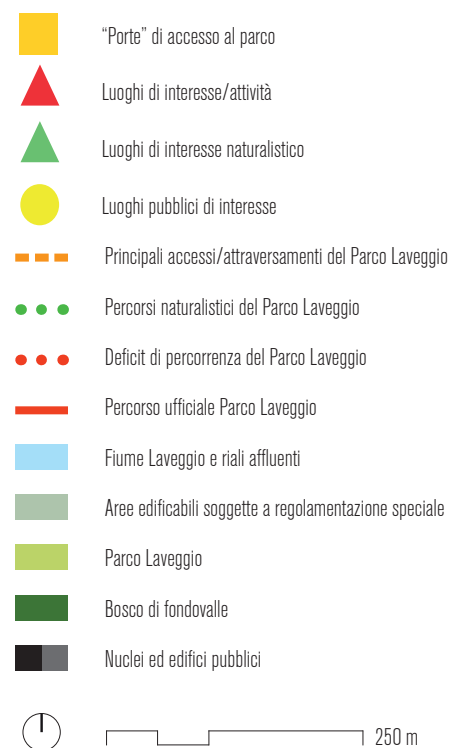 “Porte” di accesso al parco
Luoghi di interesse/attività
Luoghi di interesse naturalistico
Luoghi pubblici di interesse
Principali accessi/attraversamenti del Parco Laveggio
Percorsi naturalistici del Parco Laveggio
Deficit di percorrenza del Parco Laveggio
Percorso ufficiale Parco Laveggio
Fiume Laveggio e riali affluenti
Aree edificabili soggette a regolamentazione speciale
Parco Laveggio
Bosco di fondovalle
Nuclei ed edifici pubblici
250 m